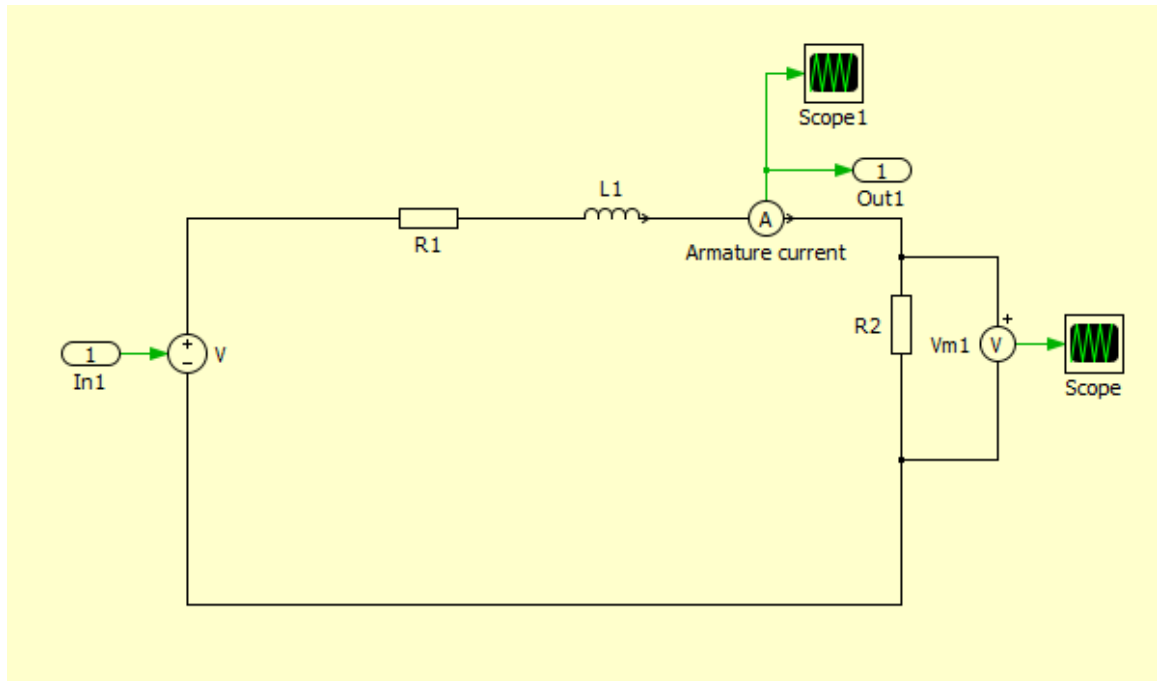 Scope1
1
Out1
L1
A
R1
Armature current
R2
+
Vm1
V
Scope
1
In1
+
−
V